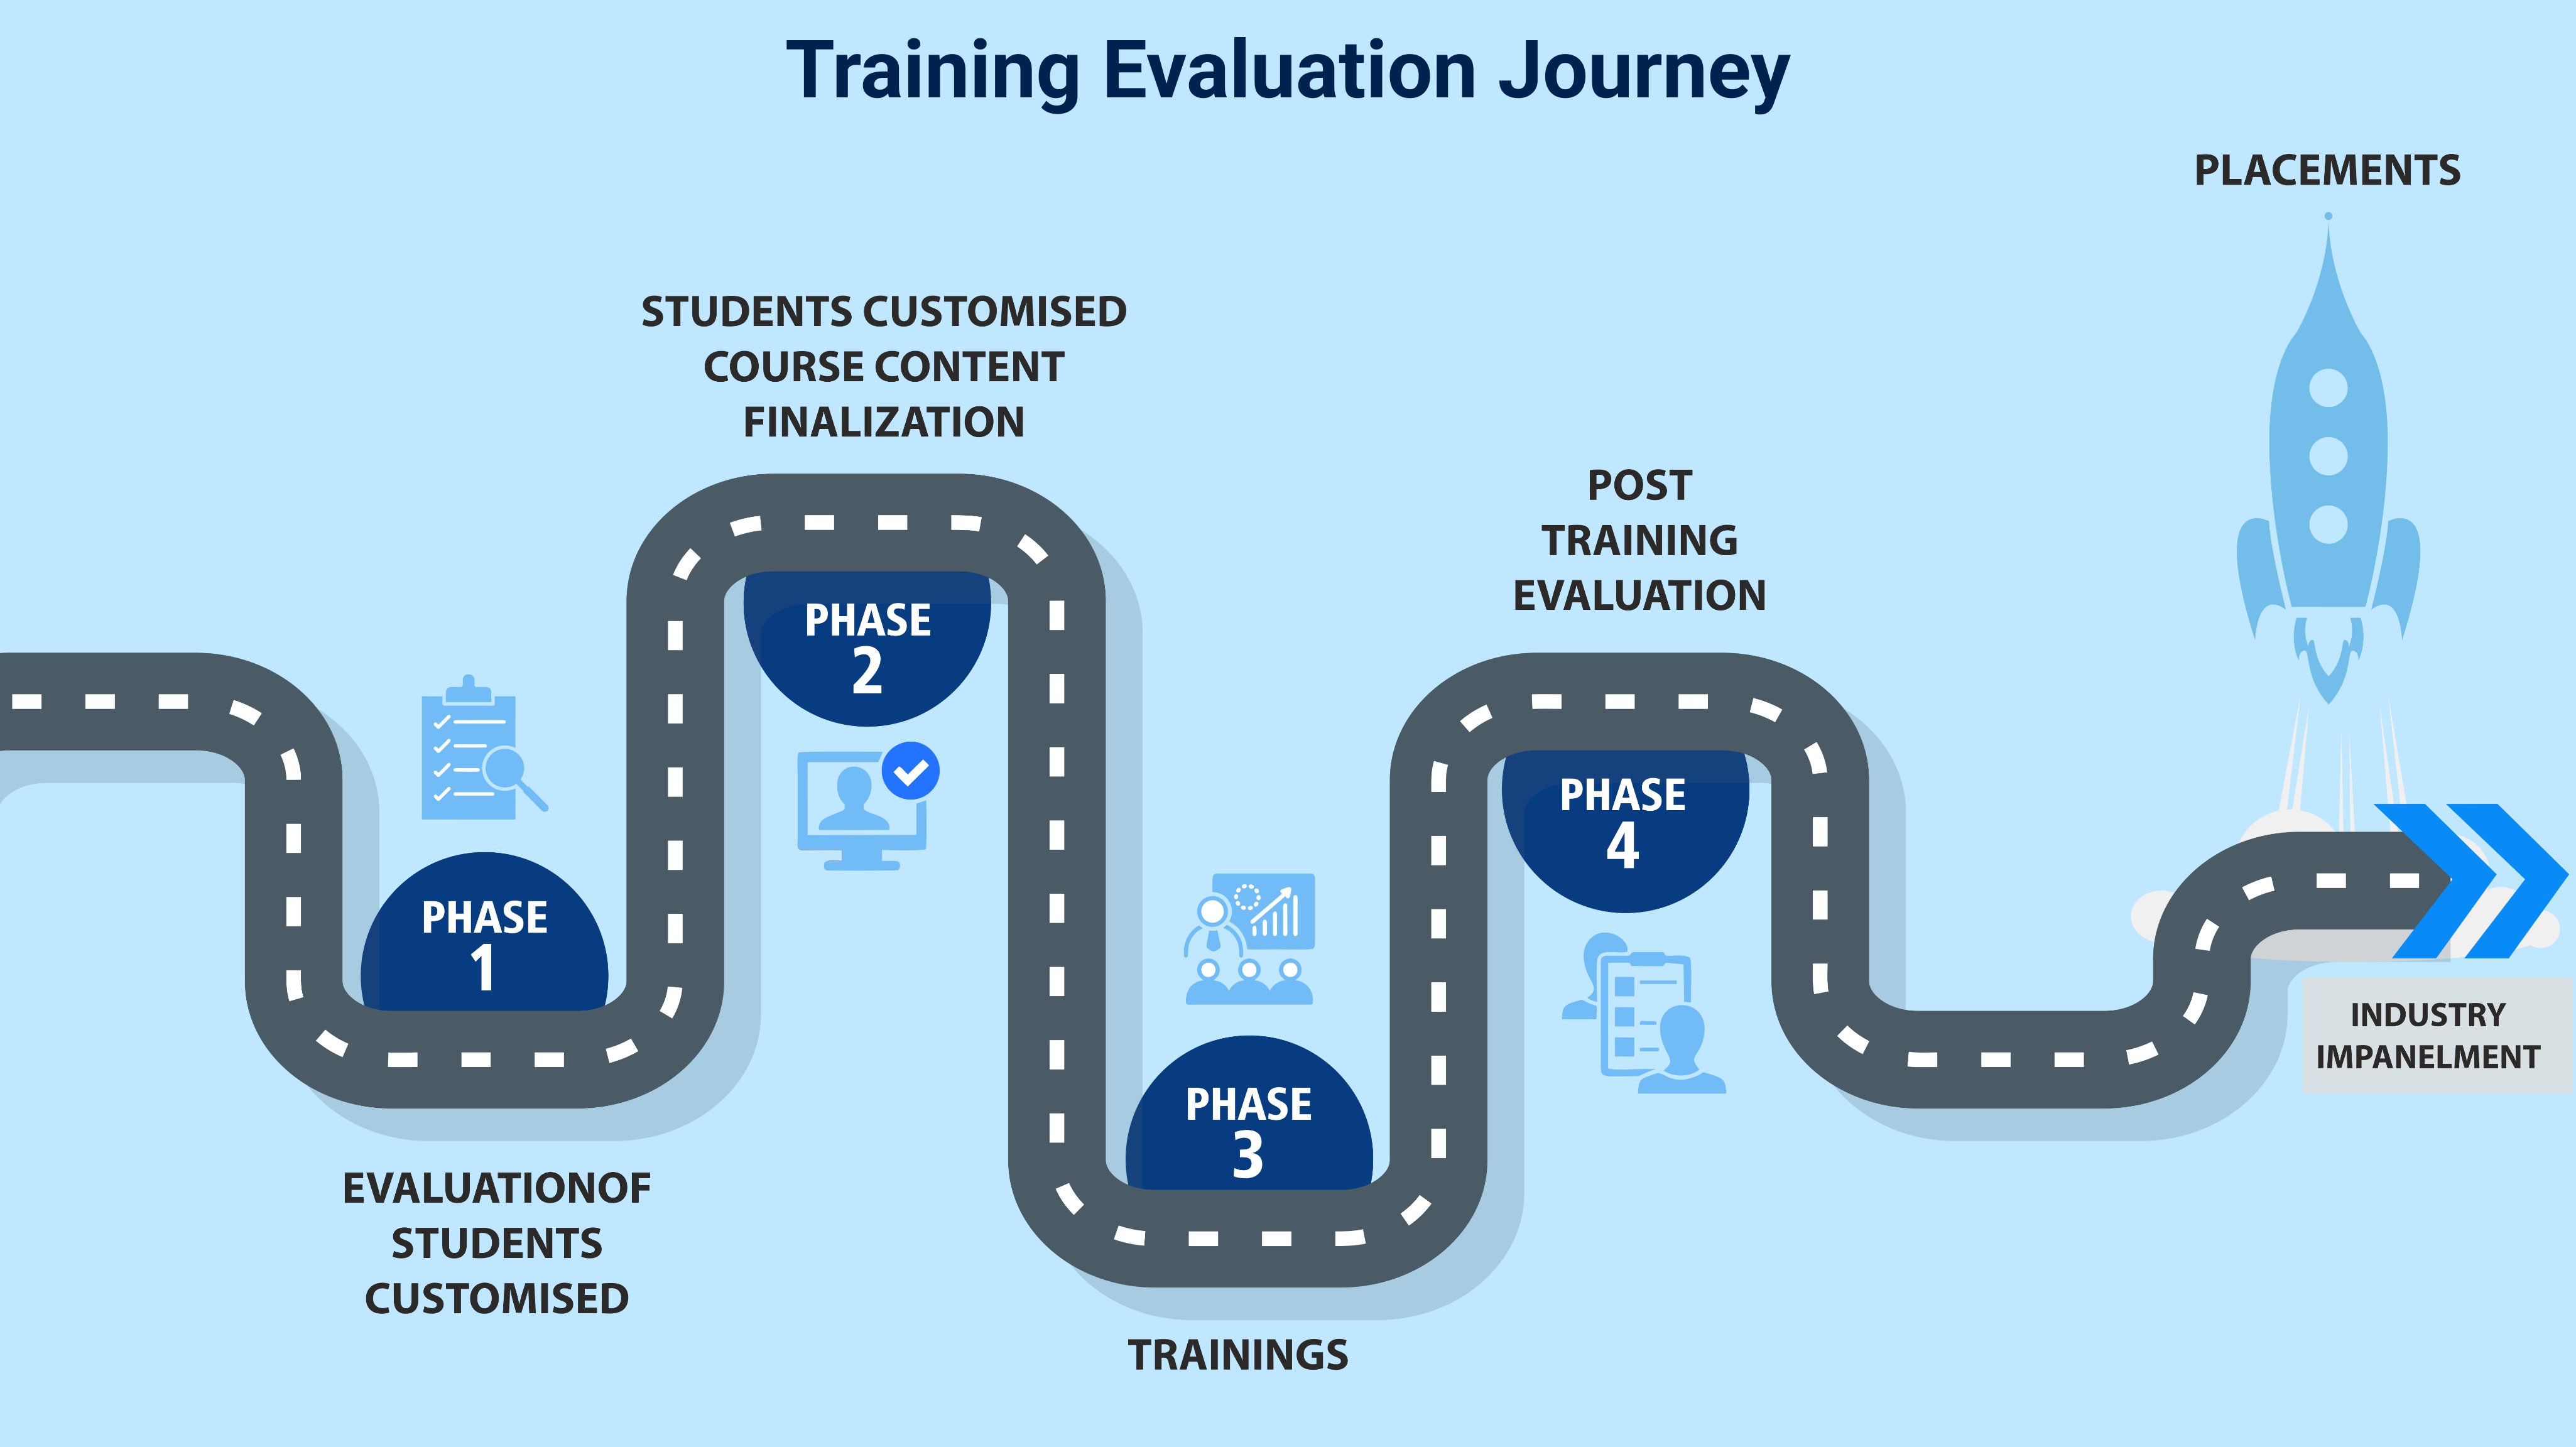 Training Evaluation Journey
PLACEMENTS
STUDENTS CUSTOMISED
COURSE CONTENT
FINALIZATION
POST
TRAINING
EVALUATION
PHASE
2
PHASE
4
PHASE
1
INDUSTRY
IMPANELMENT
PHASE
3
EVALUATIONOF
STUDENTS
CUSTOMISED
TRAININGS